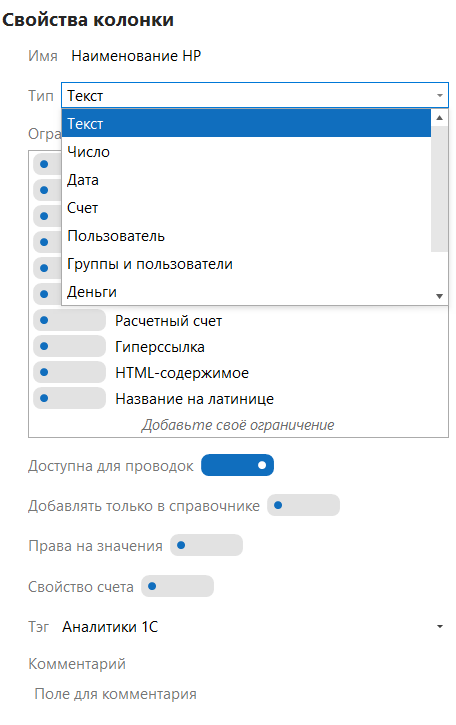 Свойства колонки
Имя Наименование НР
Тип Текст
Огра
Текст
Число
Дата
Счет
Пользователь
Группы и пользователи
Деньги
Расчетный счет
Гиперссылка
HTML-содержимое
Название на латинице
Добавьте своё ограничение
Доступна для проводок
Добавлять только в справочнике
Права на значения
Свойство счета
Тэг Аналитики 1С
Комментарий
Поле для комментария